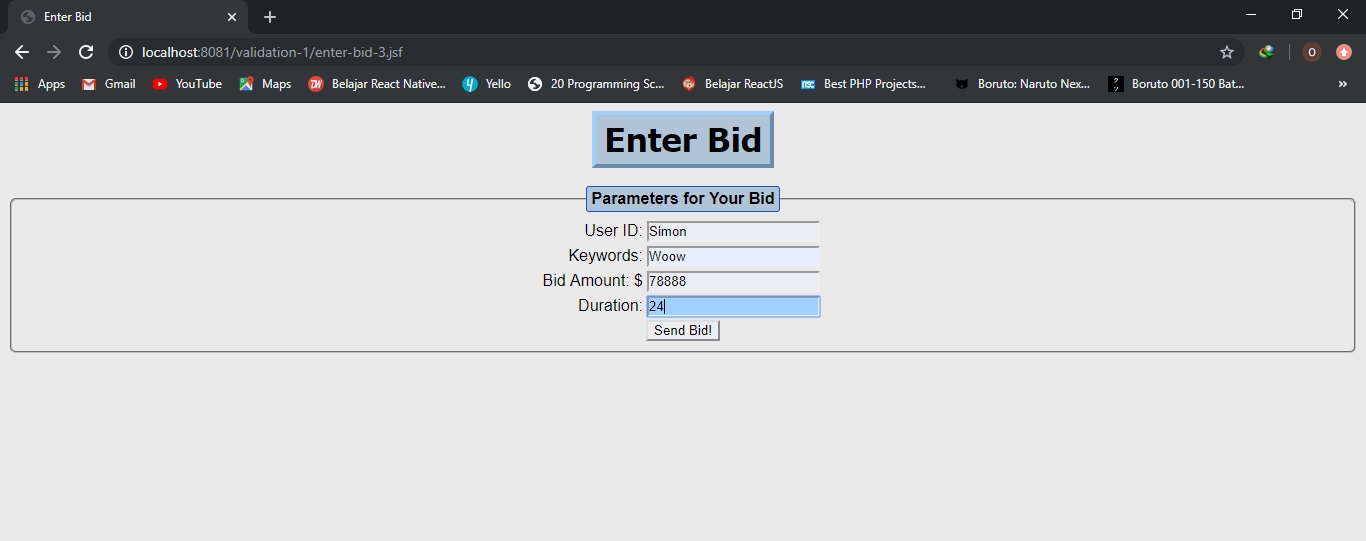 Enter Bid
localhost:8081/validation-1/enter-bid-3.jsf
O
Apps Gmail YouTube Maps Belajar React Native... Yello 20 Programming Sc... Belajar ReactJS Best PHP Projects... Boruto: Naruto Nex... Boruto 001-150 Bat... »
Enter Bid
Parameters for Your Bid
User ID: Simon
Keywords: Woow
Bid Amount: $ 78888
Duration: 24
Send Bid!